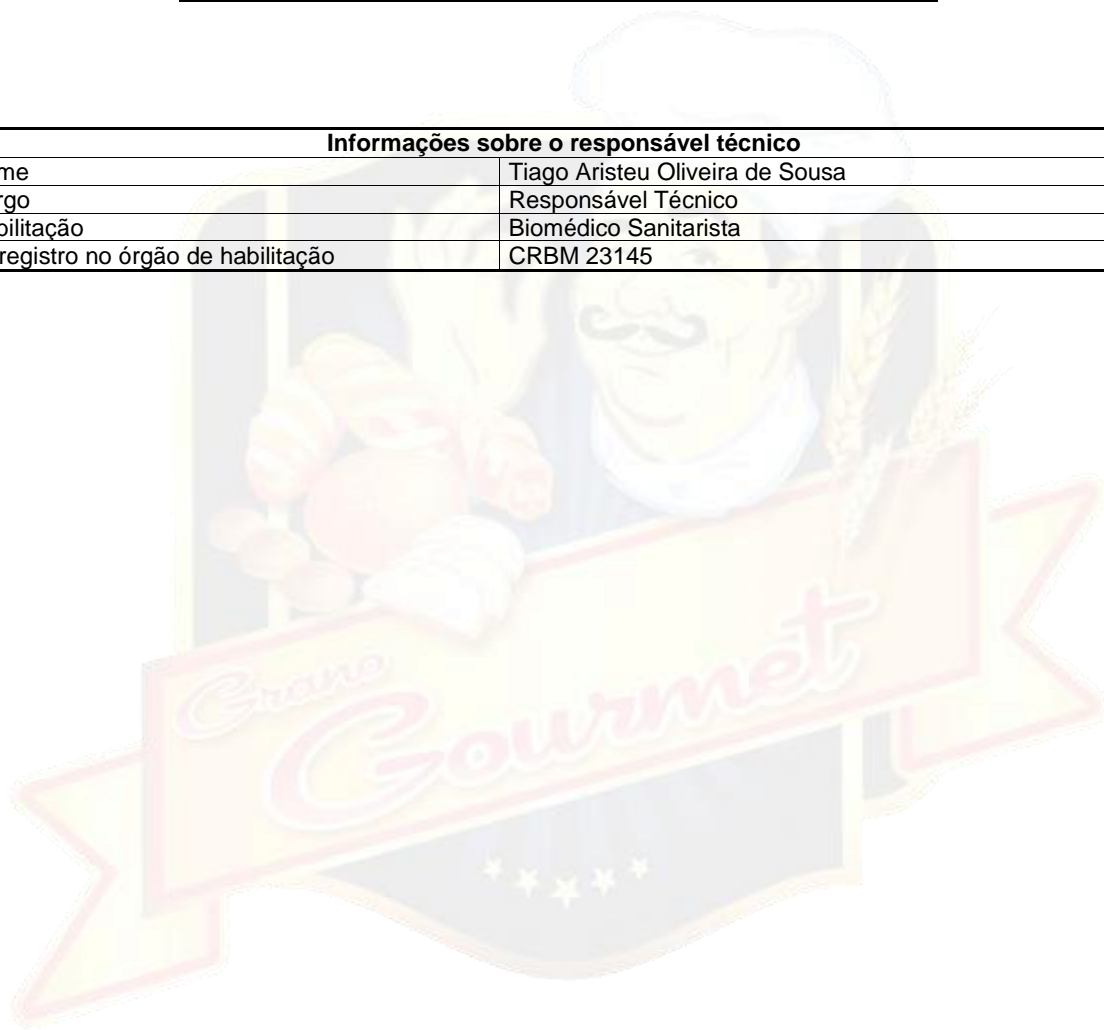 Informações sobre o responsável técnico
me Tiago Aristeu Oliveira de Sousa
rgo Responsável Técnico
bilitação Biomédico Sanitarista
registro no órgão de habilitação CRBM 23145
Grano
Gourmet